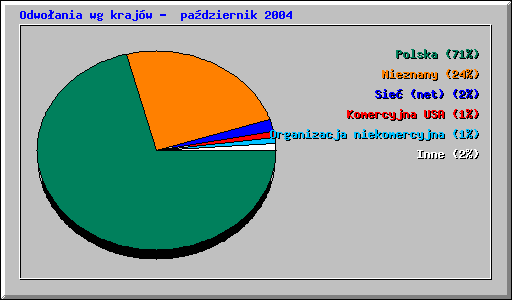 Odwołania wg krajów - październik 2004
Polska (71%)
Nieznany (24%)
Sieć (net) (2%)
Komercyjna USA (1%)
Organizacja niekomercyjna (1%)
Inne (2%)